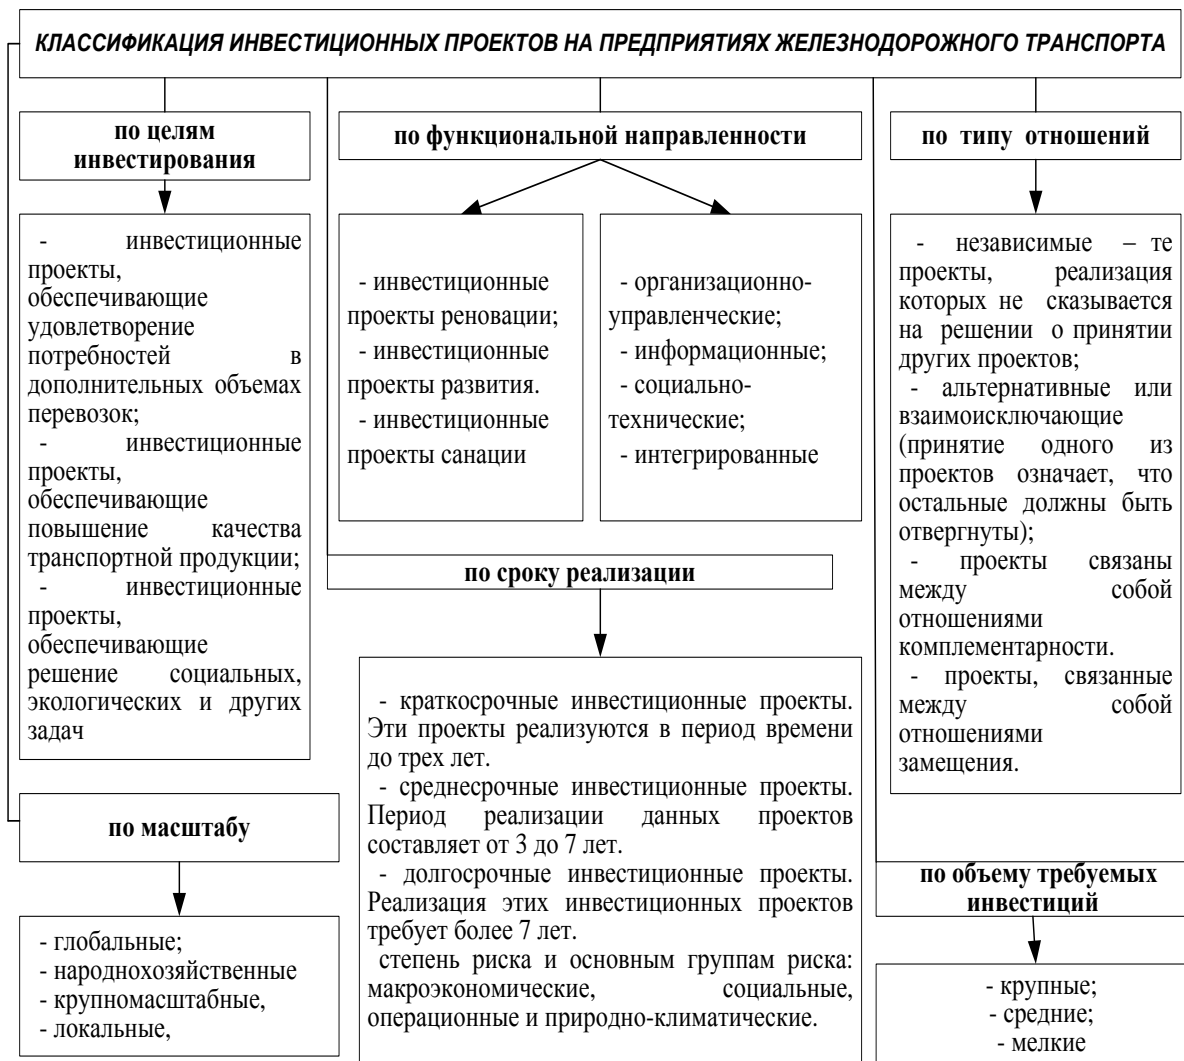 КЛАССИФИКАЦИЯ ИНВЕСТИЦИОННЫХ ПРОЕКТОВ НА ПРЕДПРИЯТИЯХ ЖЕЛЕЗНОДОРОЖНОГО ТРАНСПОРТА
по целям
инвестирования
- инвестиционные
проекты,
обеспечивающие
удовлетворение
потребностей в
дополнительных объемах
перевозок;
- инвестиционные
проекты,
обеспечивающие
повышение качества
транспортной продукции;
- инвестиционные
проекты,
обеспечивающие
решение социальных,
экологических и других
задач
по функциональной направленности
- инвестиционные
проекты реновации;
- инвестиционные
проекты развития.
- инвестиционные
проекты санации
- организационно-
управленческие;
- информационные;
- социально-
технические;
- интегрированные
по типу отношений
- независимые – те
проекты, реализация
которых не сказывается
на решении о принятии
других проектов;
- альтернативные или
взаимоисключающие
(принятие одного из
проектов означает, что
остальные должны быть
отвергнуты);
- проекты связаны
между собой
отношениями
комплементарности.
- проекты, связанные
между собой
отношениями
замещения.
по сроку реализации
- краткосрочные инвестиционные проекты.
Эти проекты реализуются в период времени
до трех лет.
- среднесрочные инвестиционные проекты.
Период реализации данных проектов
составляет от 3 до 7 лет.
- долгосрочные инвестиционные проекты.
Реализация этих инвестиционных проектов
требует более 7 лет.
степень риска и основным группам риска:
макроэкономические, социальные,
операционные и природно-климатические.
по масштабу
- глобальные;
- народнохозяйственные
- крупномасштабные,
- локальные,
по объему требуемых
инвестиций
- крупные;
- средние;
- мелкие